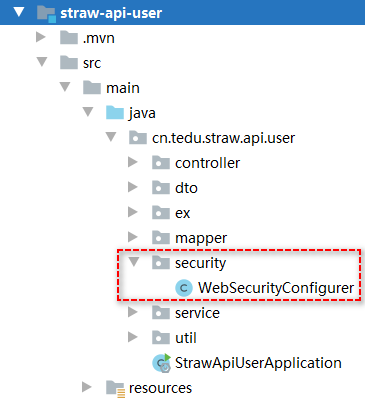 straw-api-user
.mvn
src
main
java
cn.tedu.straw.api.user
controller
dto
ex
mapper
security
WebSecurityConfigurer
service
util
StrawApiUserApplication
resources